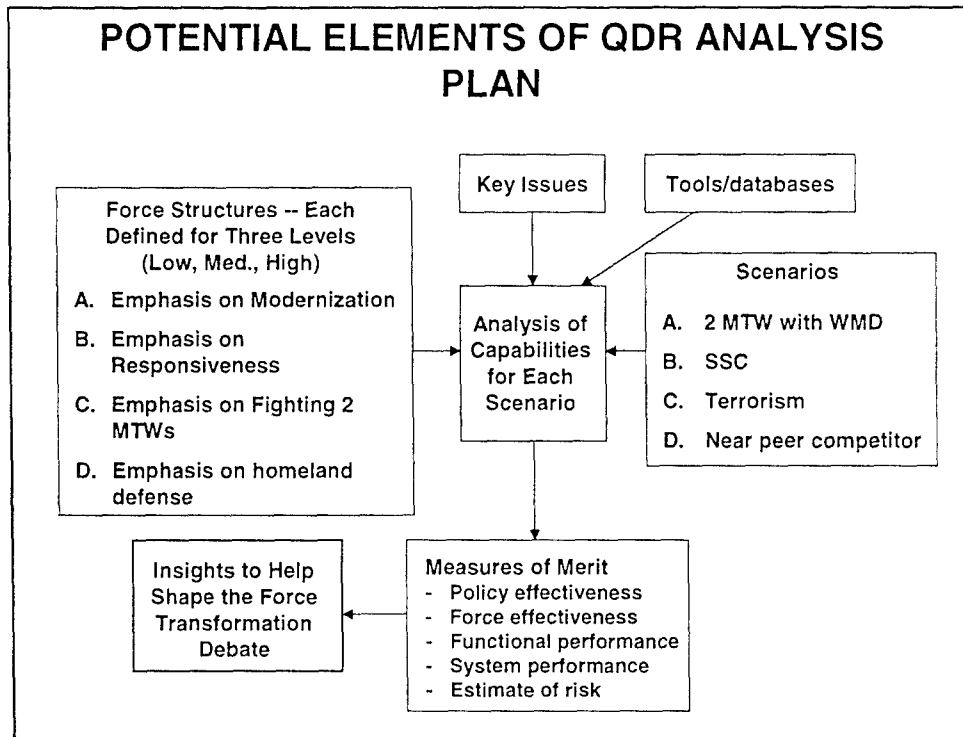 POTENTIAL ELEMENTS OF QDR ANALYSIS
PLAN
Key Issues
Tools/databases
Force Structures -- Each
Defined for Three Levels
(Low, Med., High)
A. Emphasis on Modernization
B. Emphasis on
Responsiveness
C. Emphasis on Fighting 2
MTWs
D. Emphasis on homeland
defense
Analysis of
Capabilities
for Each
Scenario
Scenarios
A. 2 MTW with WMD
B. SSC
C. Terrorism
D. Near peer competitor
Insights to Help
Shape the Force
Transformation
Debate
Measures of Merit
- Policy effectiveness
- Force effectiveness
- Functional performance
- System performance
- Estimate of risk